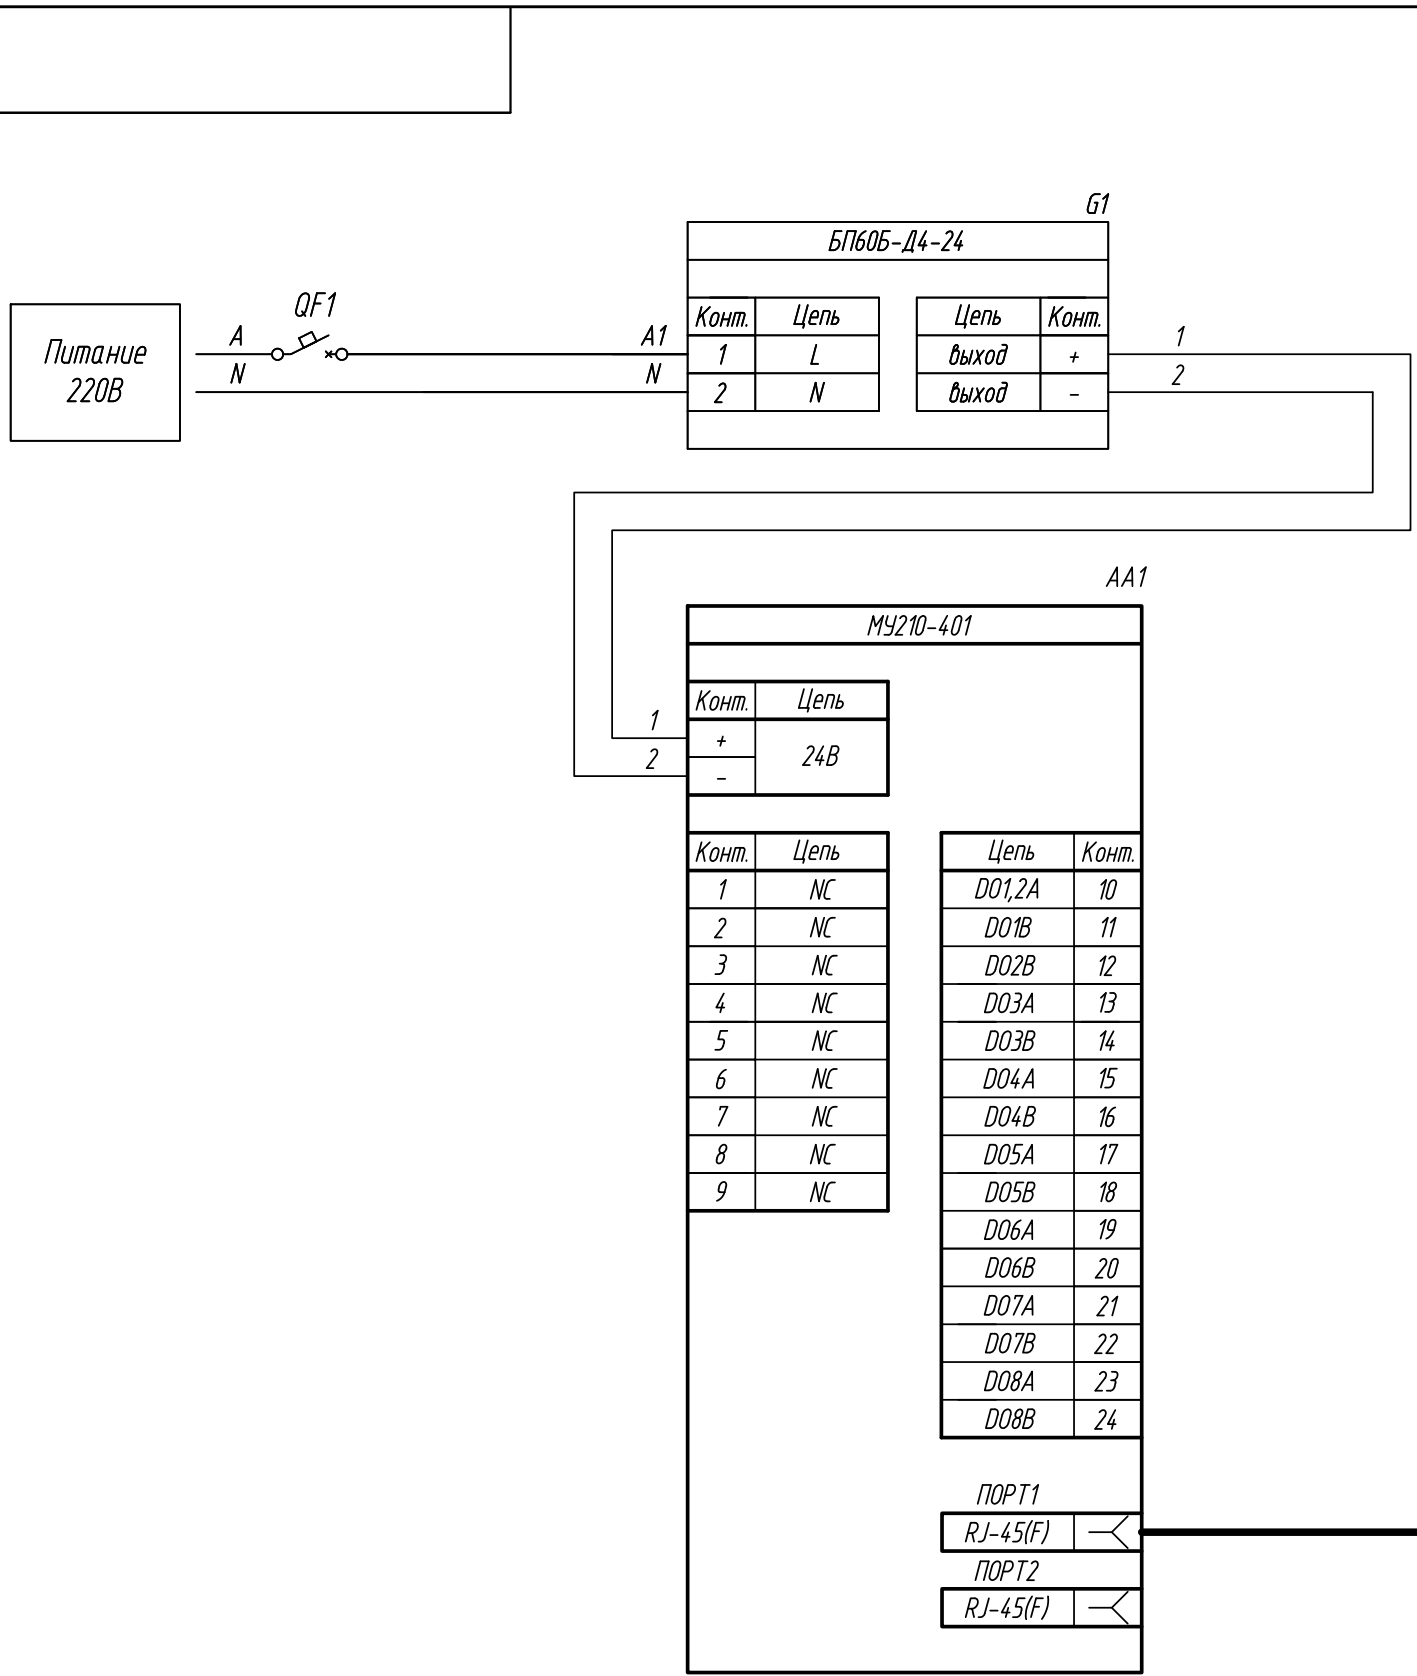 G1
БП60Б-Д4-24
Конт. Цепь Цепь Конт.
1 L выход +
2 N выход -
Питание
220В
QF1
A A1
N N
1
2
AA1
МУ210-401
Конт. Цепь
1 + 24В
2 -
Конт. Цепь Цепь Конт.
1 NC DO1,2A 10
2 NC DO1B 11
3 NC DO2B 12
4 NC DO3A 13
5 NC DO3B 14
6 NC DO4A 15
7 NC DO4B 16
8 NC DO5A 17
9 NC DO5B 18
DO6A 19
DO6B 20
DO7A 21
DO7B 22
DO8A 23
DO8B 24
ПОРТ1
RJ-45(F)
ПОРТ2
RJ-45(F)